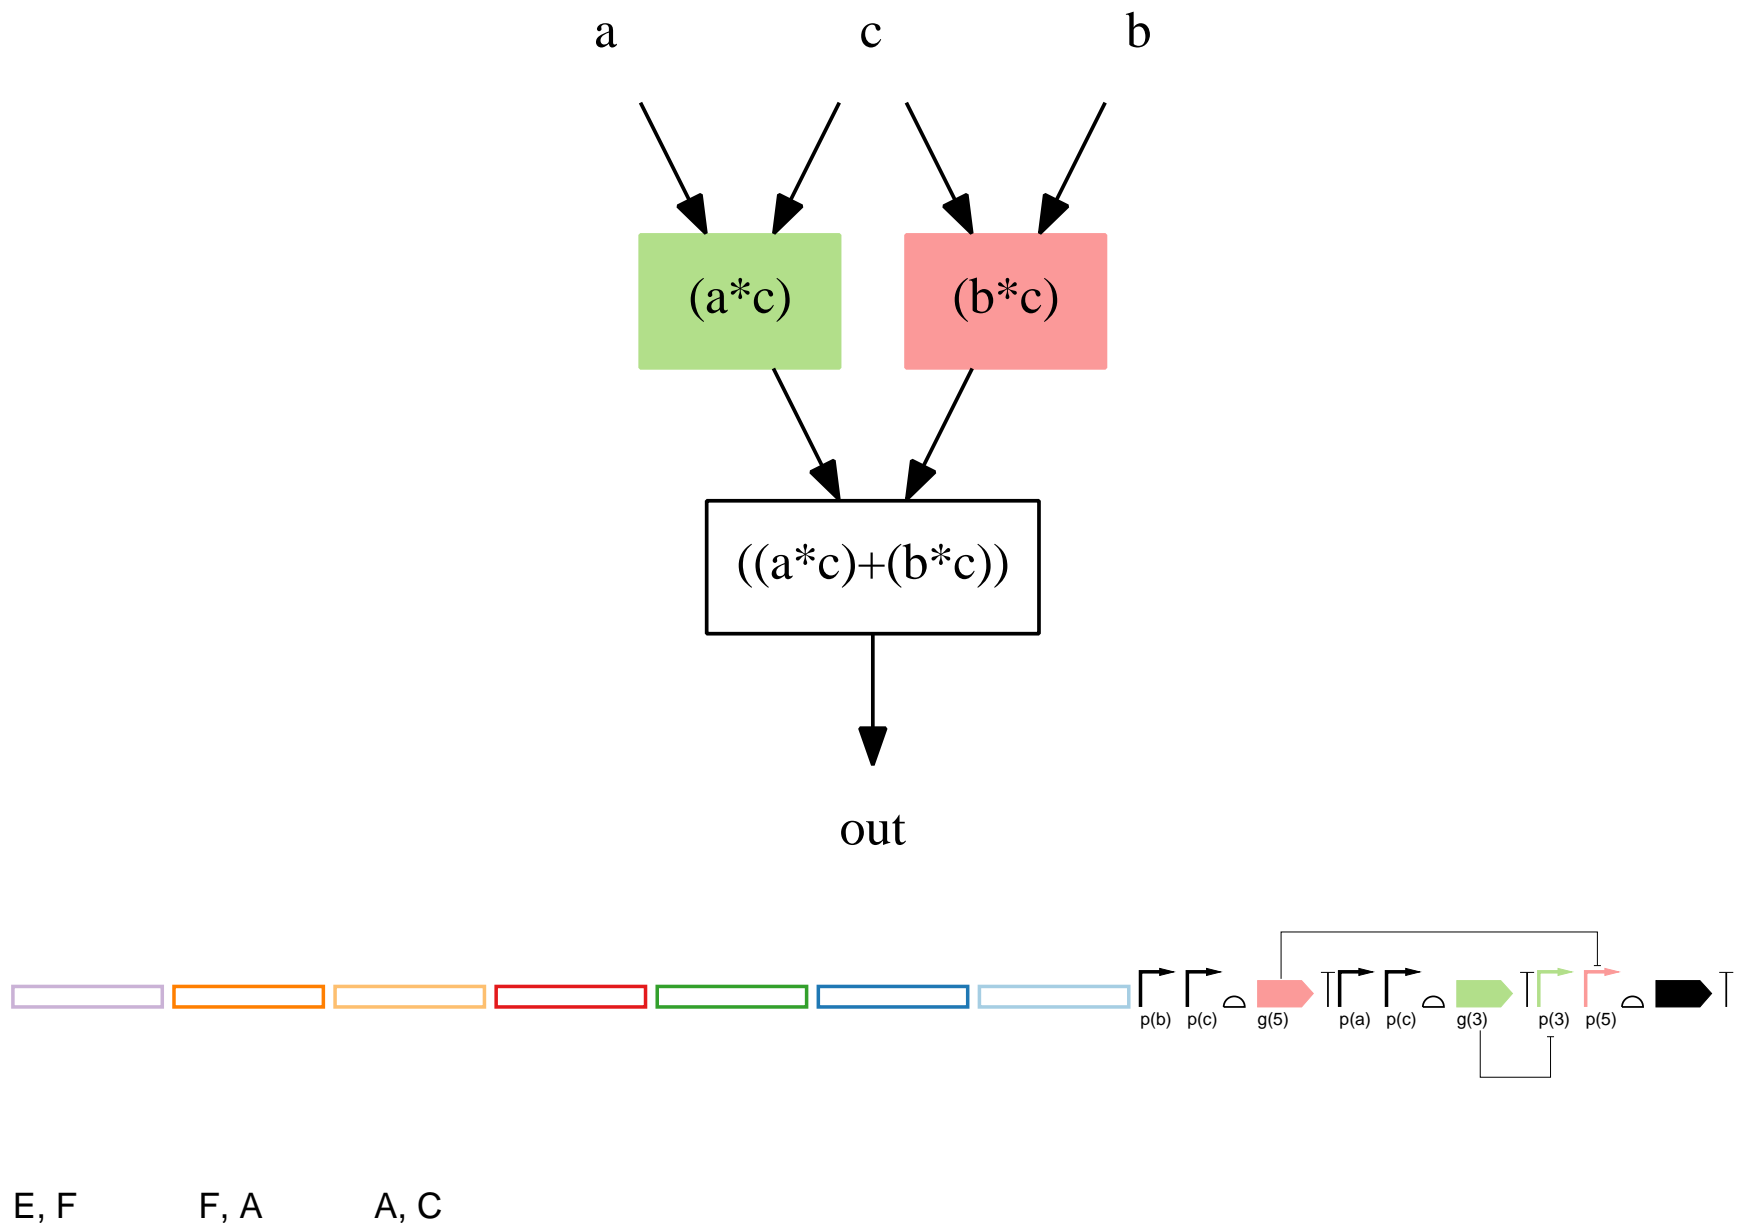 a c b
(a*c) (b*c)
((a*c)+(b*c))
out
p(b) p(c) g(5) p(a) p(c) g(3) p(3) p(5)
E, F F, A A, C